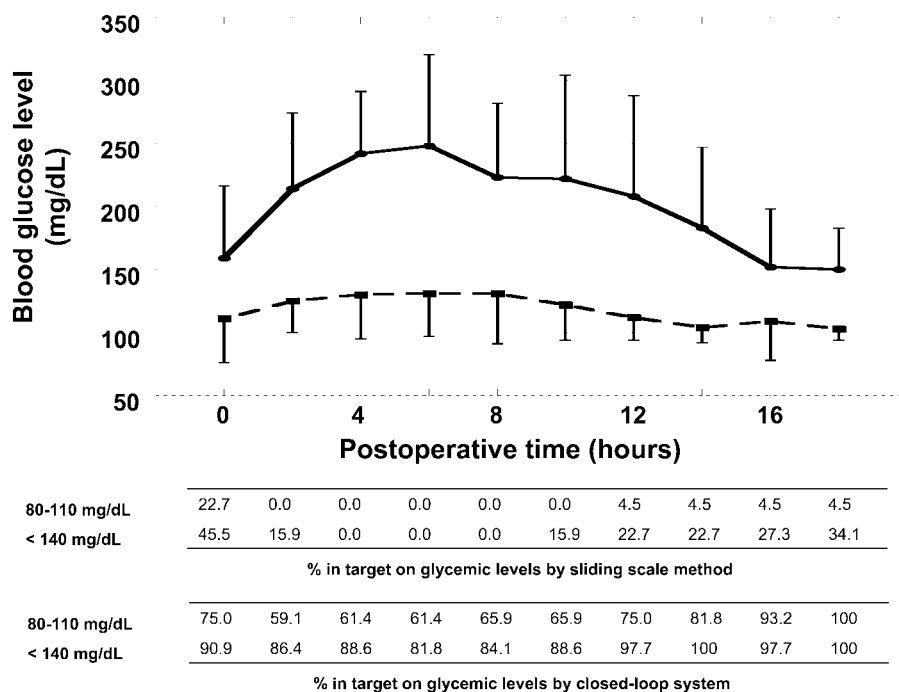 350
300
250
200
150
100
50
Blood glucose level
(mg/dL)
0 4 8 12 16
Postoperative time (hours)
80-110 mg/dL 22.7 0.0 0.0 0.0 0.0 0.0 4.5 4.5 4.5 4.5
< 140 mg/dL 45.5 15.9 0.0 0.0 0.0 15.9 22.7 22.7 27.3 34.1
% in target on glycemic levels by sliding scale method
80-110 mg/dL 75.0 59.1 61.4 61.4 65.9 65.9 75.0 81.8 93.2 100
< 140 mg/dL 90.9 86.4 88.6 81.8 84.1 88.6 97.7 100 97.7 100
% in target on glycemic levels by closed-loop system